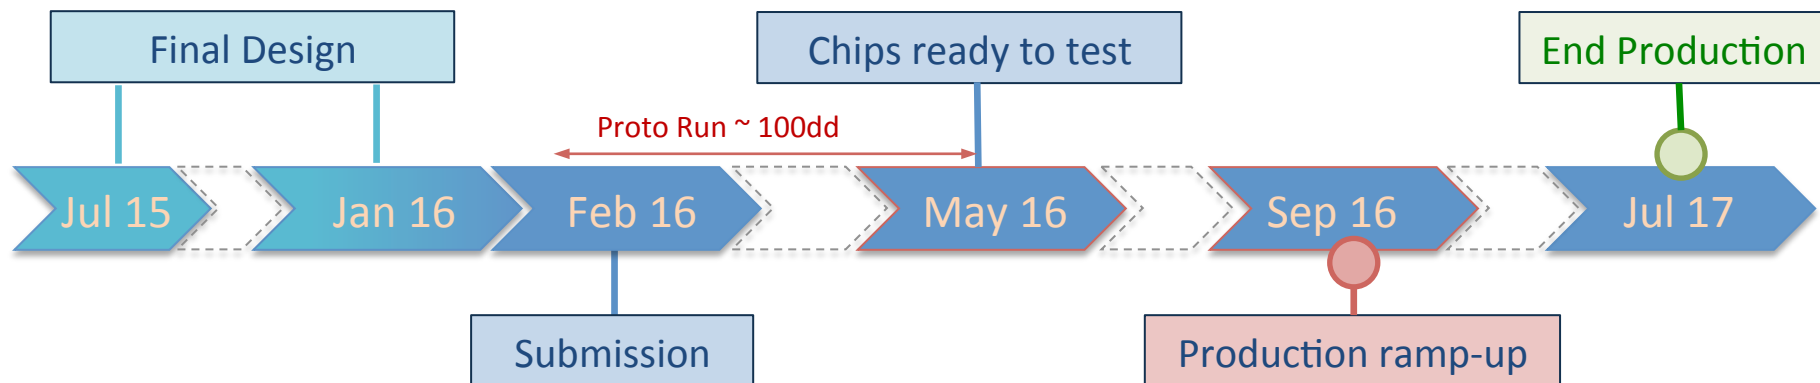 Final Design
Chips ready to test
End Production
Proto Run ~ 100dd
Jul 15
Jan 16
Feb 16
May 16
Sep 16
Jul 17
Submission
Production ramp-up